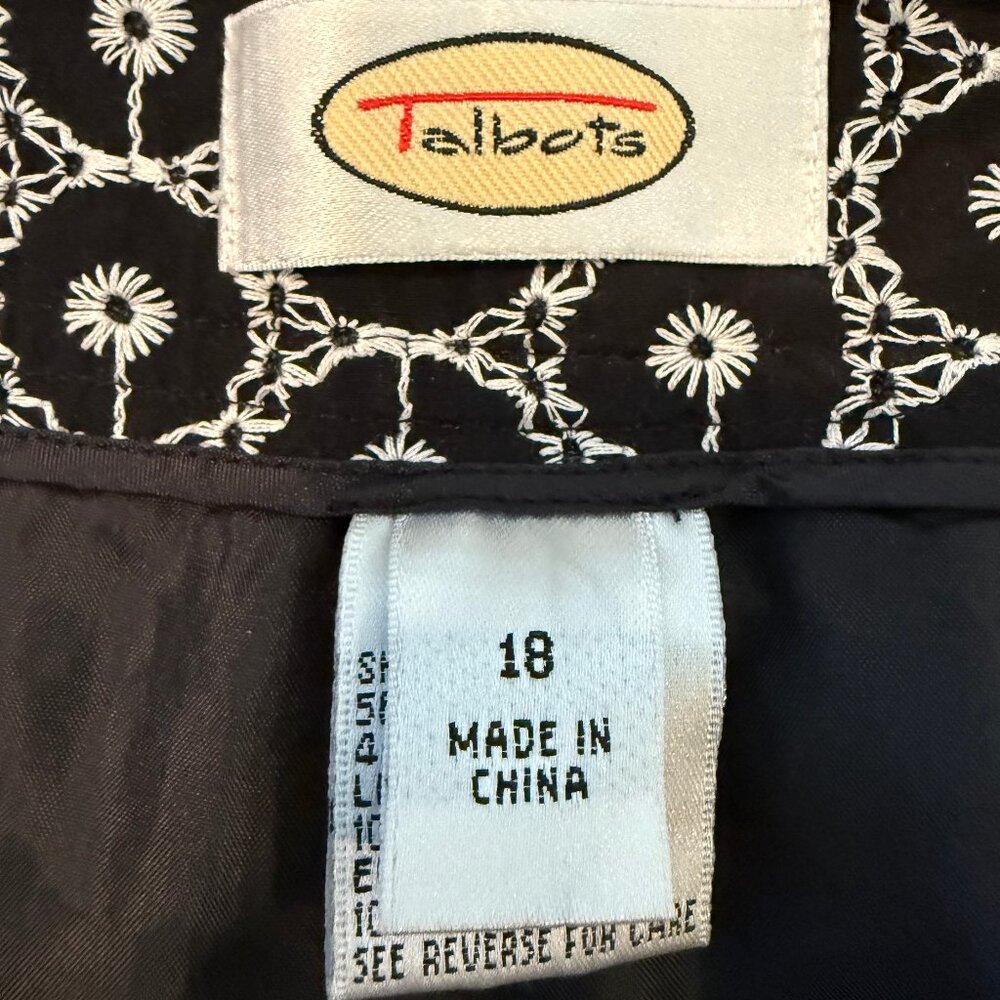 Talbots
18
MADE IN
CHINA
SEE REVERSE FOR CARE